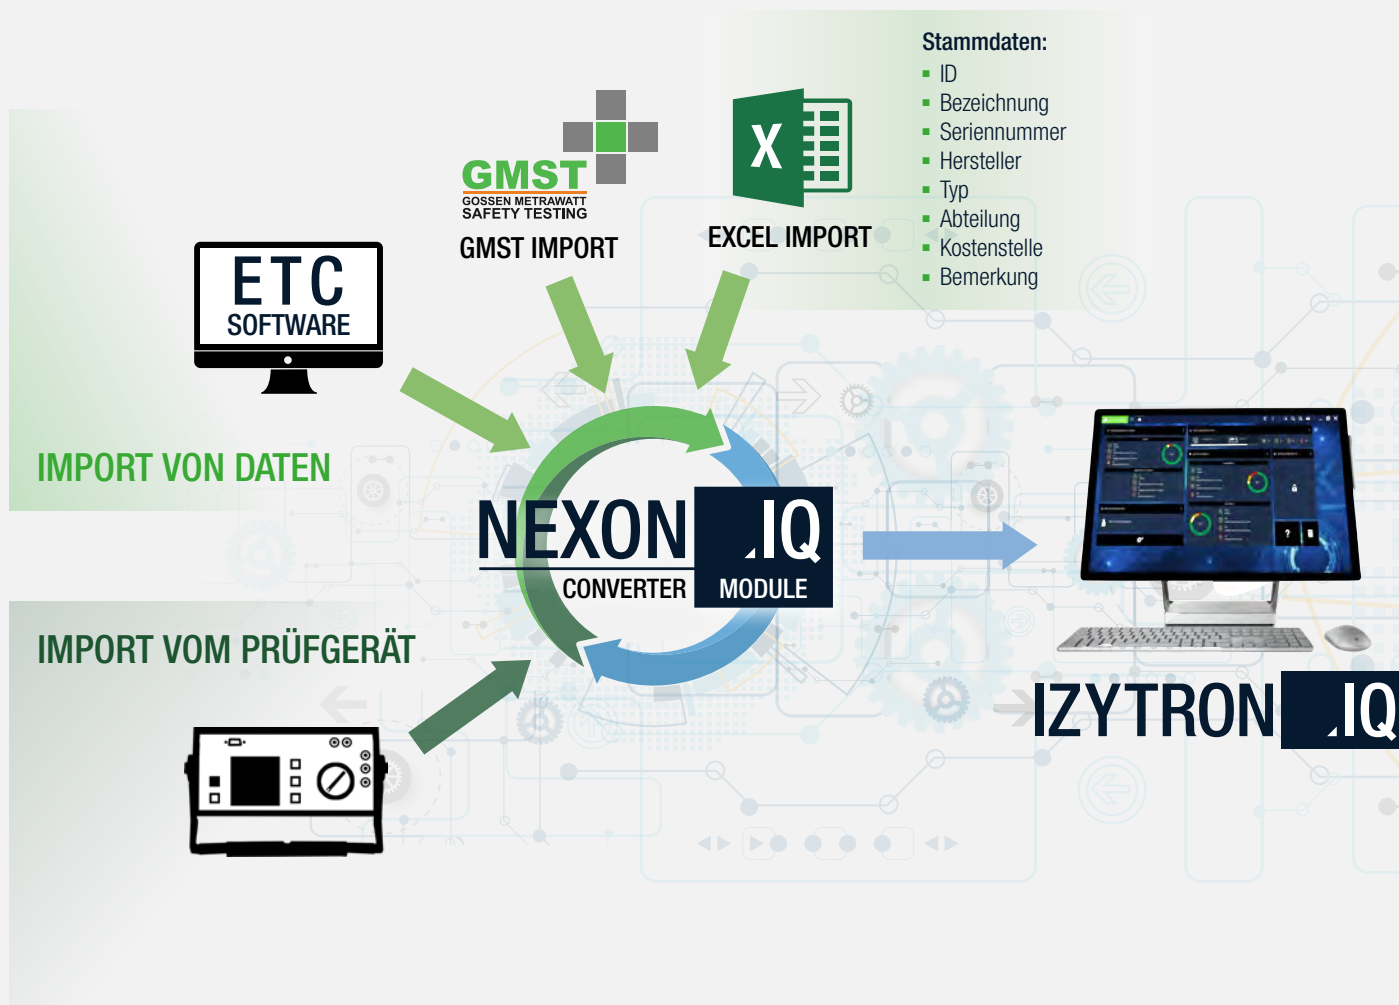 Stammdaten:
ID
Bezeichnung
Seriennummer
Hersteller
Typ
Abteilung
Kostenstelle
Bemerkung
GMST
GOSSEN METRAWATT
SAFETY TESTING
GMST IMPORT
X
EXCEL IMPORT
ETC
SOFTWARE
IMPORT VON DATEN
NEXON .IQ
CONVERTER MODULE
IMPORT VOM PRÜFGERÄT
IZYTRON .IQ